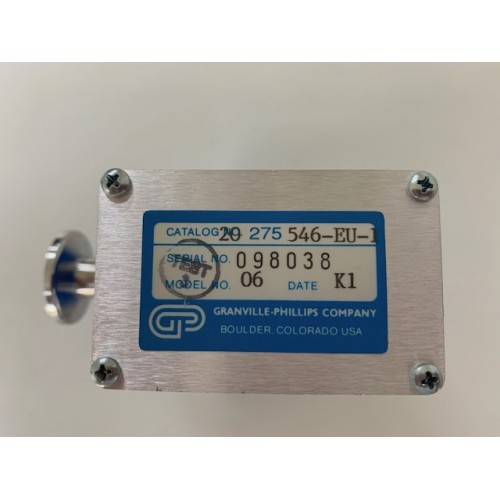 CATALOG NO. 20 275 546-EU-1
SERIAL NO. 098038
MODEL NO. 06 DATE K1
TEST
GP GRANVILLE-PHILLIPS COMPANY
BOULDER, COLORADO USA